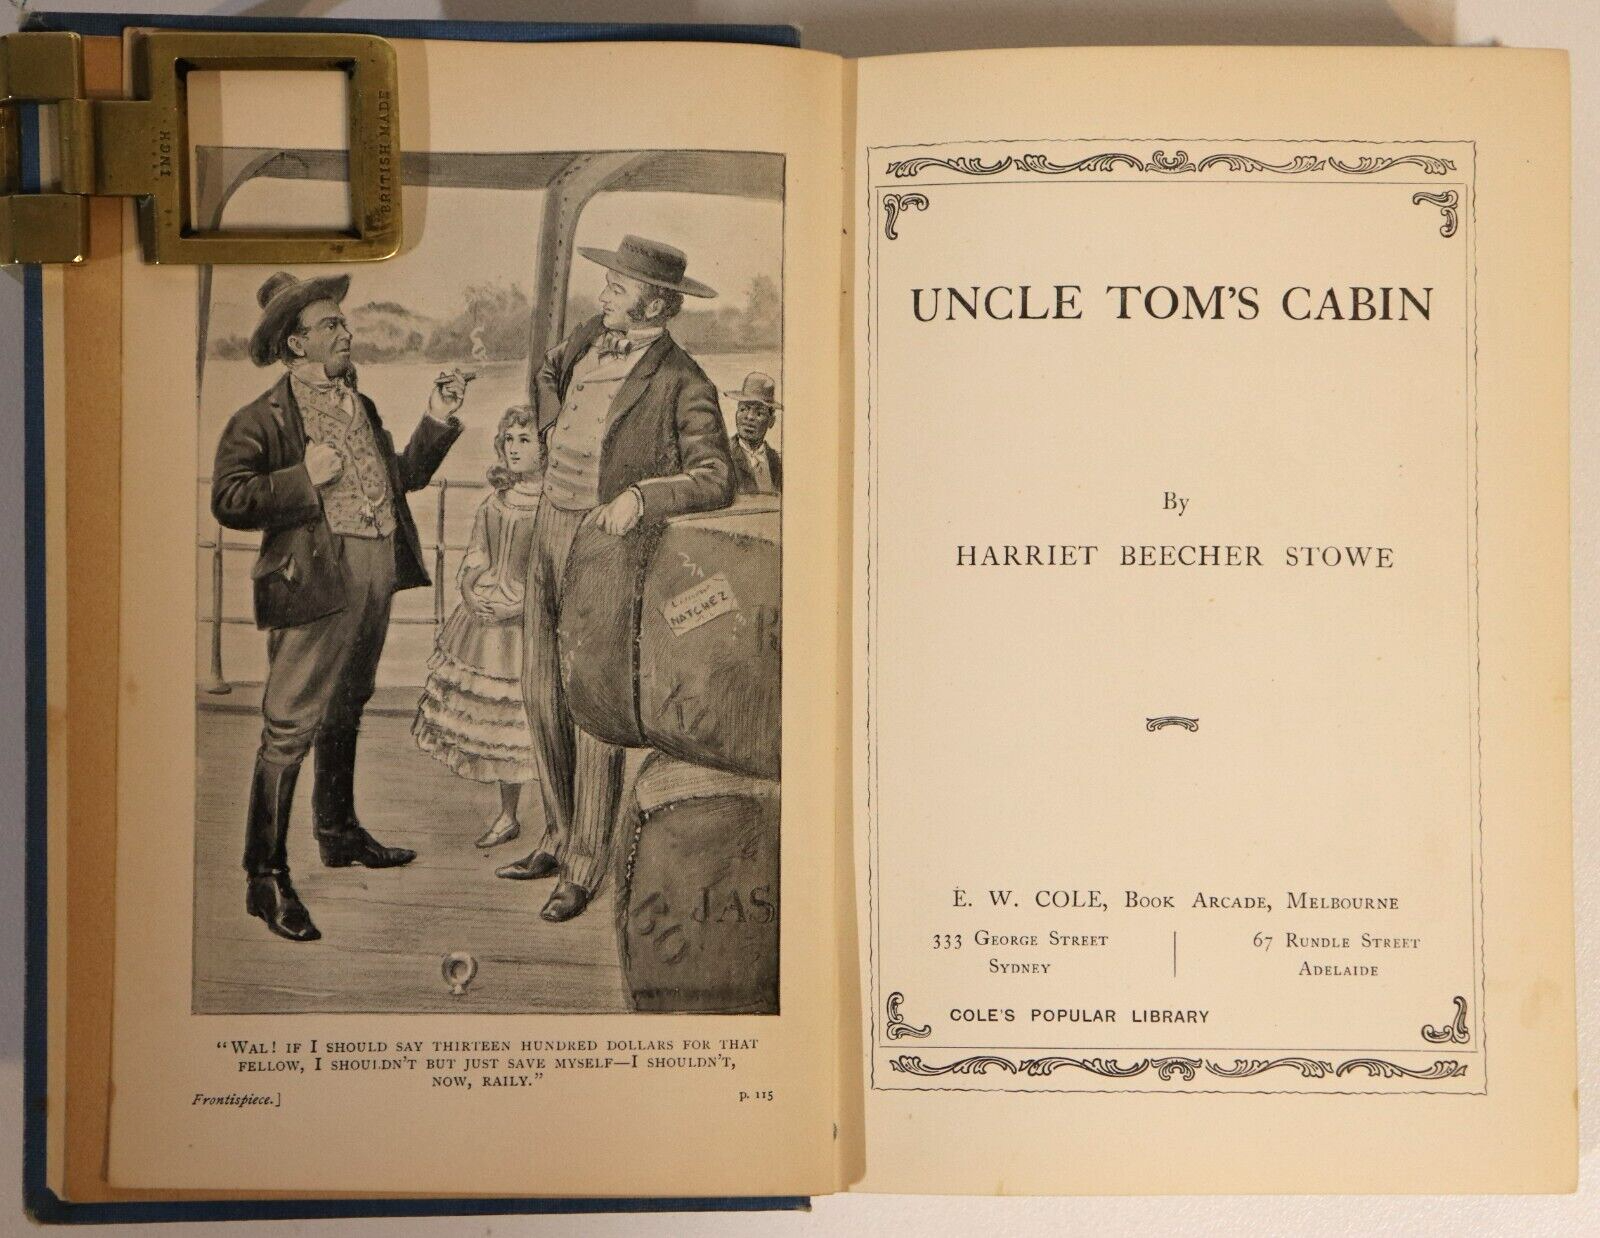 INCH
BRITISH MADE
NATCHEZ
JAS
"WAL! IF I SHOULD SAY THIRTEEN HUNDRED DOLLARS FOR THAT
FELLOW, I SHOULDN'T BUT JUST SAVE MYSELF—I SHOULDN'T,
NOW, RAILY."
Frontispiece.]
p. 115
UNCLE TOM'S CABIN
By
HARRIET BEECHER STOWE
E. W. COLE, BOOK ARCADE, MELBOURNE
333 GEORGE STREET
SYDNEY
67 RUNDLE STREET
ADELAIDE
COLE'S POPULAR LIBRARY